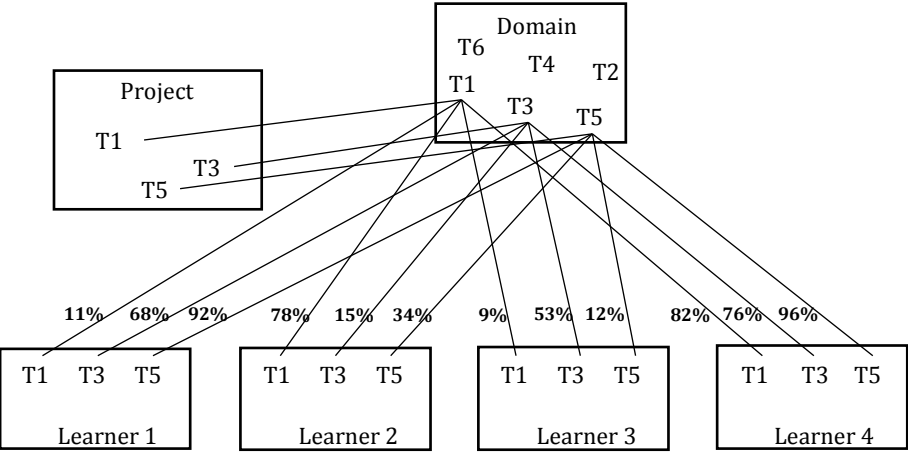 Domain
T6
T4
T2
T1
T3
T5
Project
T1
T3
T5
11% 68% 92% 78% 15% 34% 9% 53% 12% 82% 76% 96%
T1 T3 T5
Learner 1
T1 T3 T5
Learner 2
T1 T3 T5
Learner 3
T1 T3 T5
Learner 4